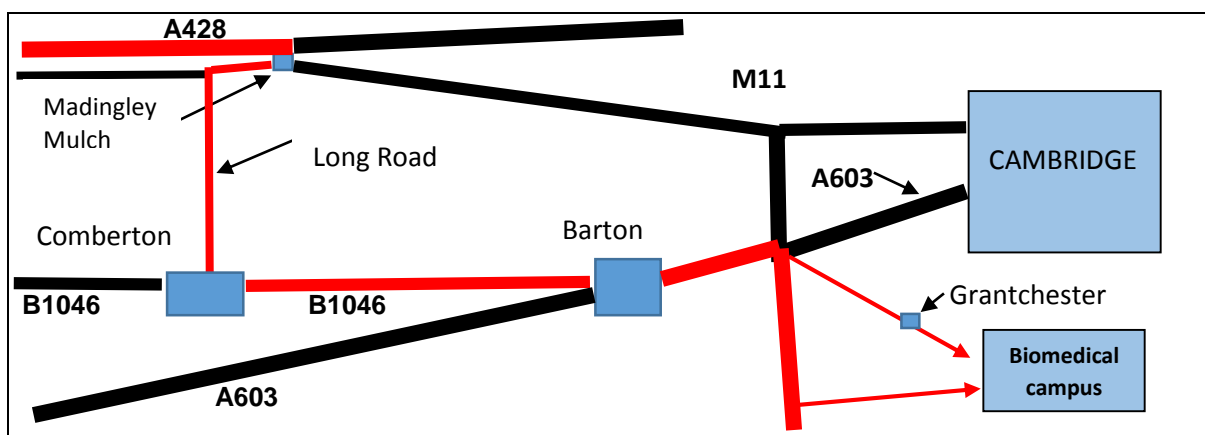 A428
M11
Madingley
Mulch
Long Road
CAMBRIDGE
A603
Comberton
Barton
B1046
B1046
Grantchester
Biomedical
campus
A603